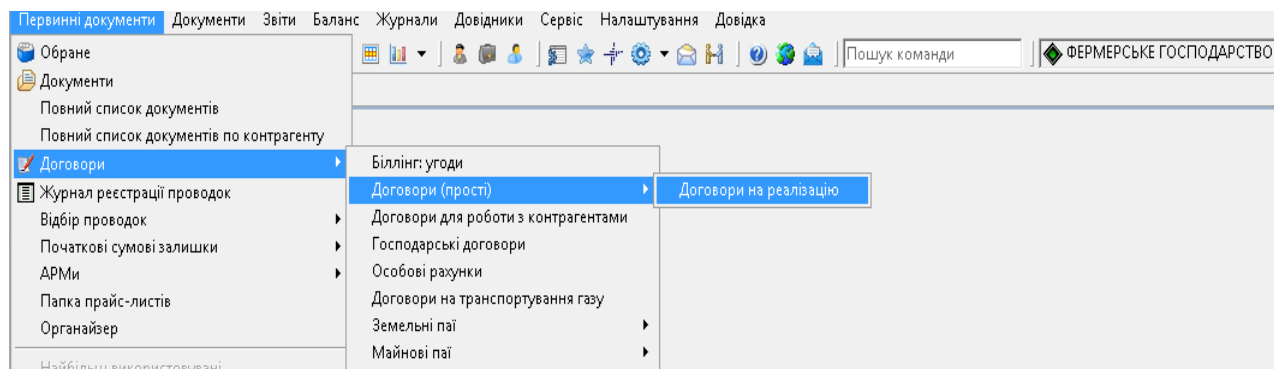 Первинні документи Документи Звіти Баланс Журнали Довідники Сервіс Налаштування Довідка
Обране
Пошук команди
ФЕРМЕРСЬКЕ ГОСПОДАРСТВО
Документи
Повний список документів
Повний список документів по контрагенту
Договори
Журнал реєстрації проводок
Відбір проводок
Початкові сумові залишки
АРМи
Папка прайс-листів
Органайзер
Найбільш використовувані
Біллінг: угоди
Договори (прості)
Договори для роботи з контрагентами
Господарські договори
Особові рахунки
Договори на транспортування газу
Земельні паї
Майнові паї
Договори на реалізацію